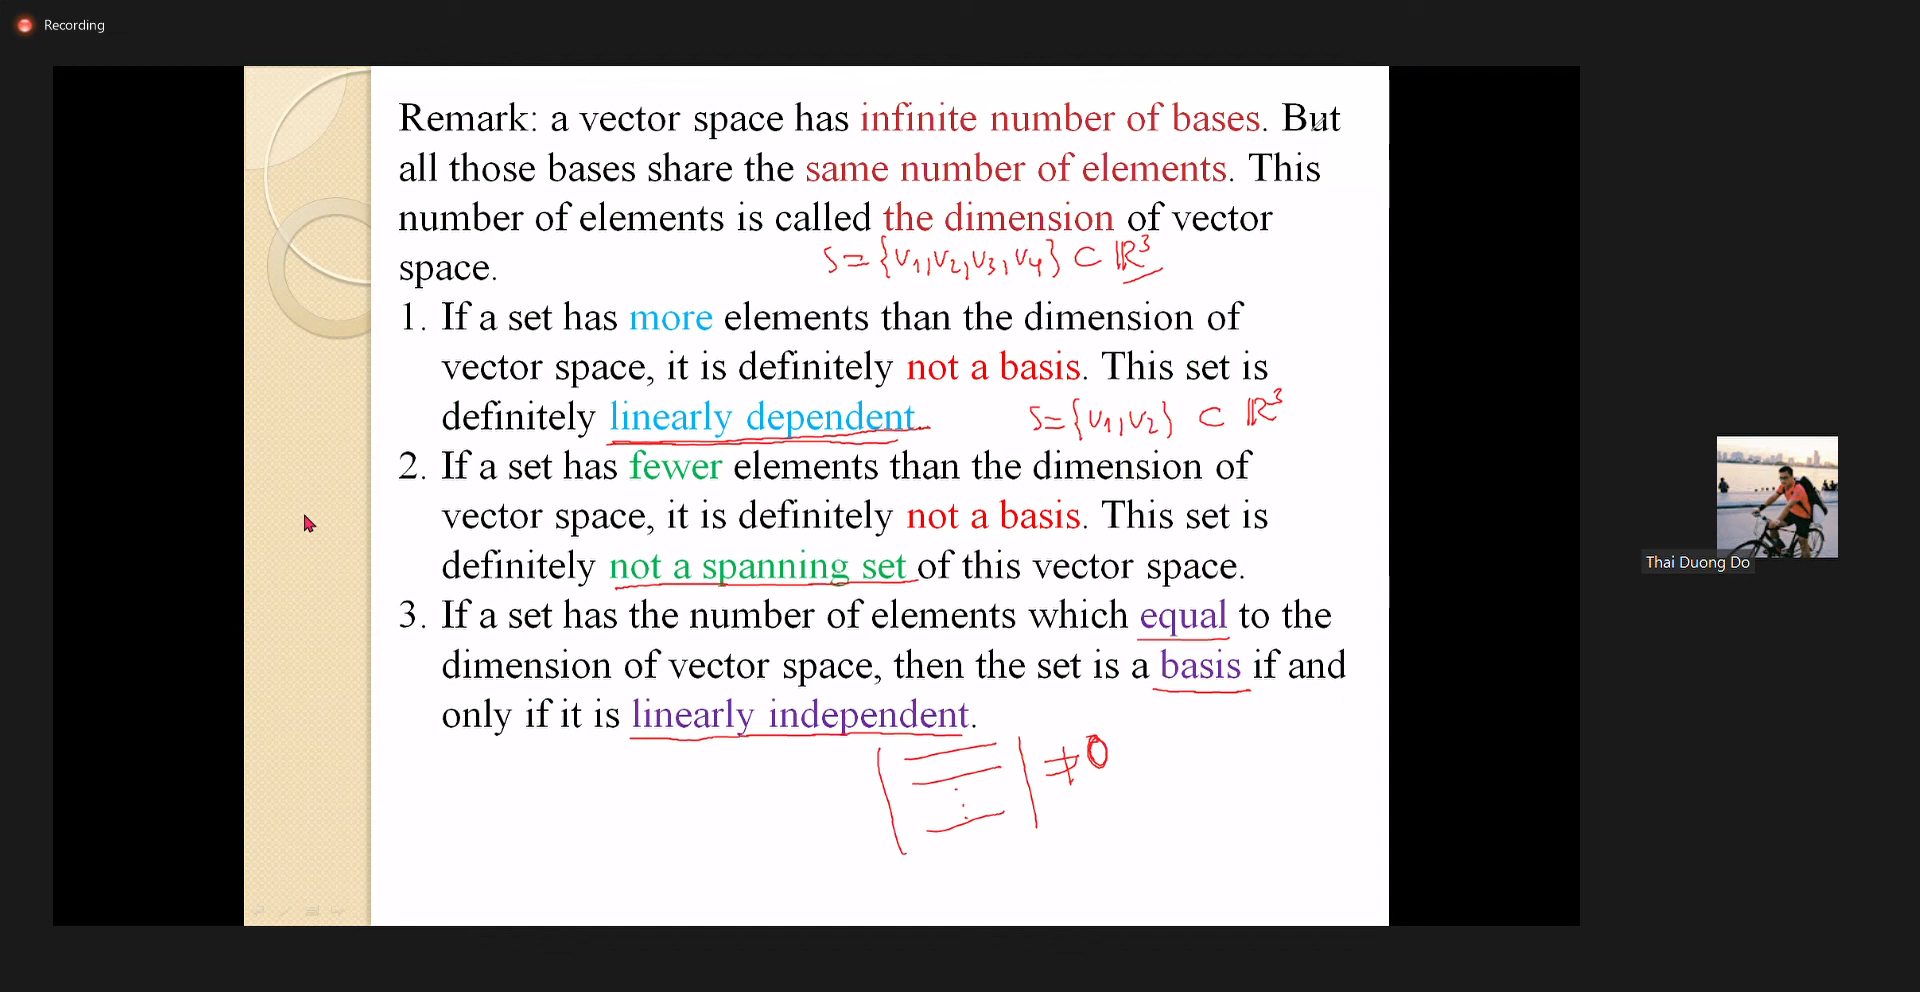 Recording
Remark: a vector space has infinite number of bases. But
all those bases share the same number of elements. This
number of elements is called the dimension of vector
space.
S = {v₁, v₂, v₃, v₄} ⊂ ℝ³
1. If a set has more elements than the dimension of
vector space, it is definitely not a basis. This set is
definitely linearly dependent.
S = {v₁, v₂} ⊂ ℝ³
2. If a set has fewer elements than the dimension of
vector space, it is definitely not a basis. This set is
definitely not a spanning set of this vector space.
3. If a set has the number of elements which equal to the
dimension of vector space, then the set is a basis if and
only if it is linearly independent.
≠ 0
Thai Duong Do